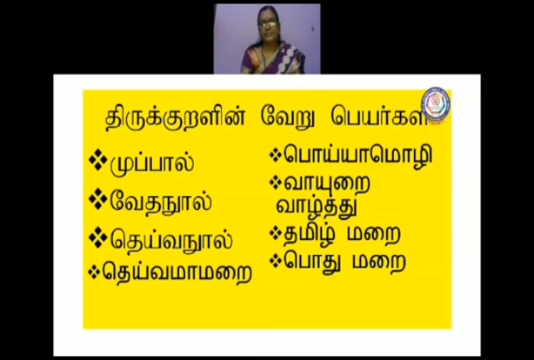 திருக்குறளின் வேறு பெயர்கள்
❖முப்பால்
❖வேதநூல்
❖தெய்வநூல்
❖தெய்வமாமறை
❖பொய்யாமொழி
❖வாயுறை
வாழ்த்து
❖தமிழ் மறை
❖பொது மறை